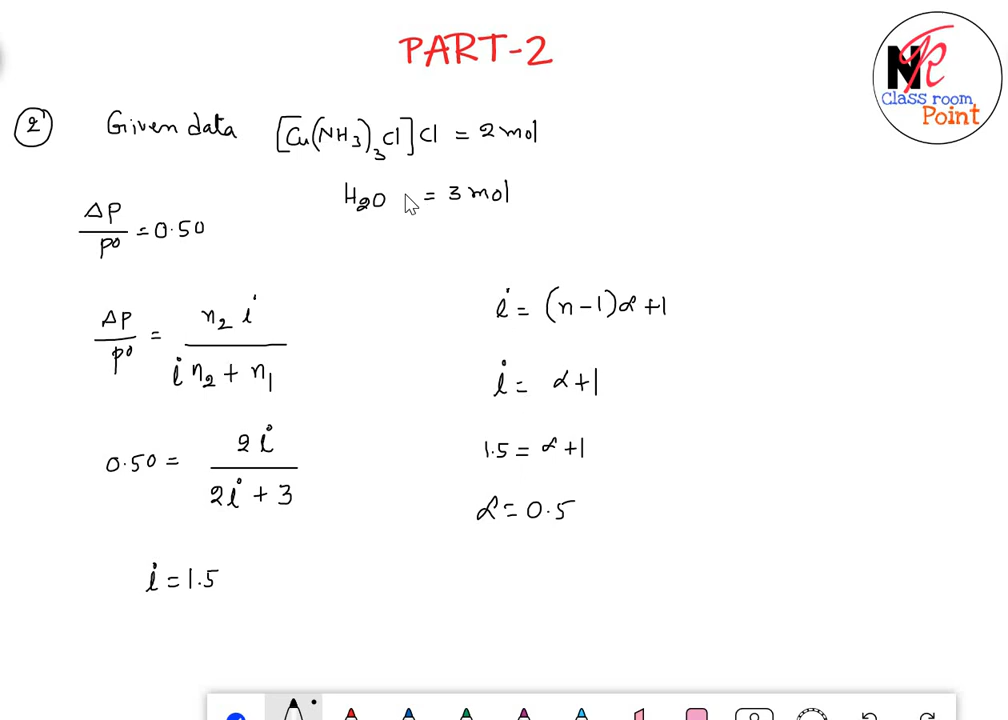 PART-2
NR
Class room
Point
2 Given data [Cu(NH3)3Cl]Cl = 2 mol
H2O = 3 mol
ΔP/P° = 0.50
ΔP/P° = n2 i / i n2 + n1
0.50 = 2i / 2i + 3
i = 1.5
i = (n-1)α+1
i = α+1
1.5 = α+1
α = 0.5